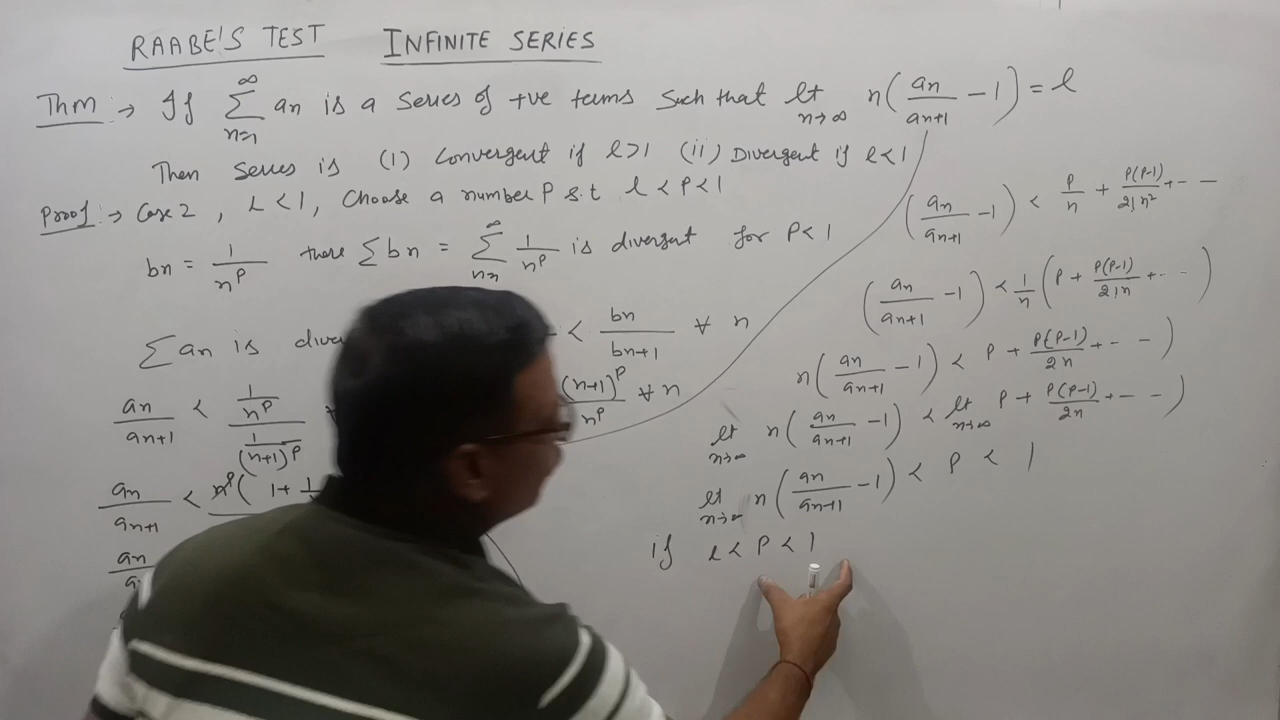 RAABE'S TEST INFINITE SERIES
Thm :→ If ∞∑n=1 an is a series of +ve terms such that lt n→∞ n(an/an+1 − 1) = l
Then series is (i) convergent if l>1 (ii) Divergent if l<1
Proof :→ Case 2, L<1, Choose a number P s.t l<P<1
bn = 1/n^P there ∑bn = ∞∑n=n 1/n^P is divergent for P<1
∑an is < bn/bn+1 ∀ n
an/an+1 < (1/n^P)/(1/(n+1)^P) (n+1)^P/n^P ∀ n
an/an+1 < n^P(1+1
an
(an/an+1 − 1) < P/n + P(P-1)/2!n² + - - -
(an/an+1 − 1) < 1/n (P + P(P-1)/2!n + - - -)
n(an/an+1 − 1) < P + P(P-1)/2n + - - -)
lt n→∞ n(an/an+1 − 1) < lt n→∞ P + P(P-1)/2n + - - -)
lt n→∞ n(an/an+1 − 1) < P < 1
if l < P < 1